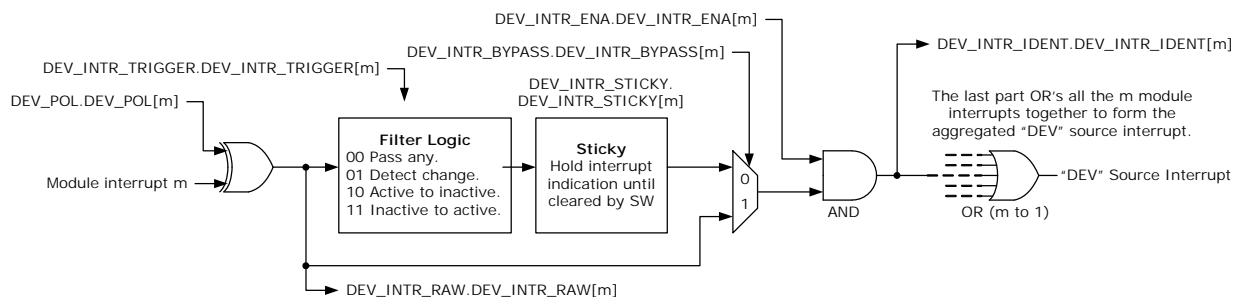 DEV_INTR_ENA.DEV_INTR_ENA[m]
DEV_INTR_BYPASS.DEV_INTR_BYPASS[m]
DEV_INTR_IDENT.DEV_INTR_IDENT[m]
DEV_INTR_TRIGGER.DEV_INTR_TRIGGER[m]
DEV_INTR_STICKY.
DEV_INTR_STICKY[m]
DEV_POL.DEV_POL[m]
The last part OR's all the m module
interrupts together to form the
aggregated "DEV" source interrupt.
Filter Logic
00 Pass any.
01 Detect change.
10 Active to inactive.
11 Inactive to active.
Sticky
Hold interrupt
indication until
cleared by SW
0
1
Module interrupt m
"DEV" Source Interrupt
AND
OR (m to 1)
DEV_INTR_RAW.DEV_INTR_RAW[m]